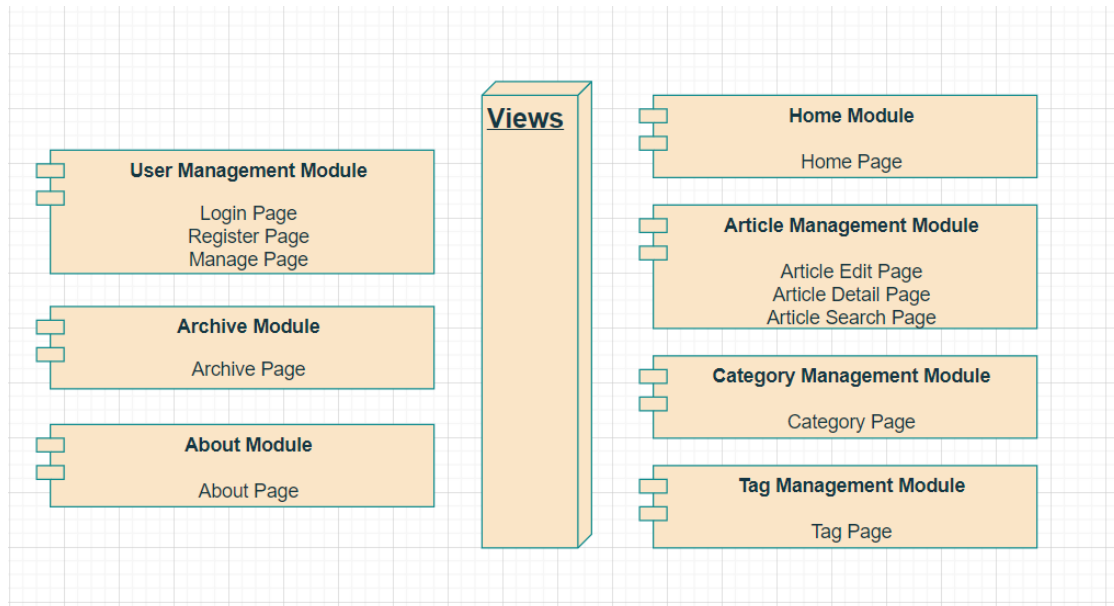 Views
User Management Module
Login Page
Register Page
Manage Page
Archive Module
Archive Page
About Module
About Page
Home Module
Home Page
Article Management Module
Article Edit Page
Article Detail Page
Article Search Page
Category Management Module
Category Page
Tag Management Module
Tag Page